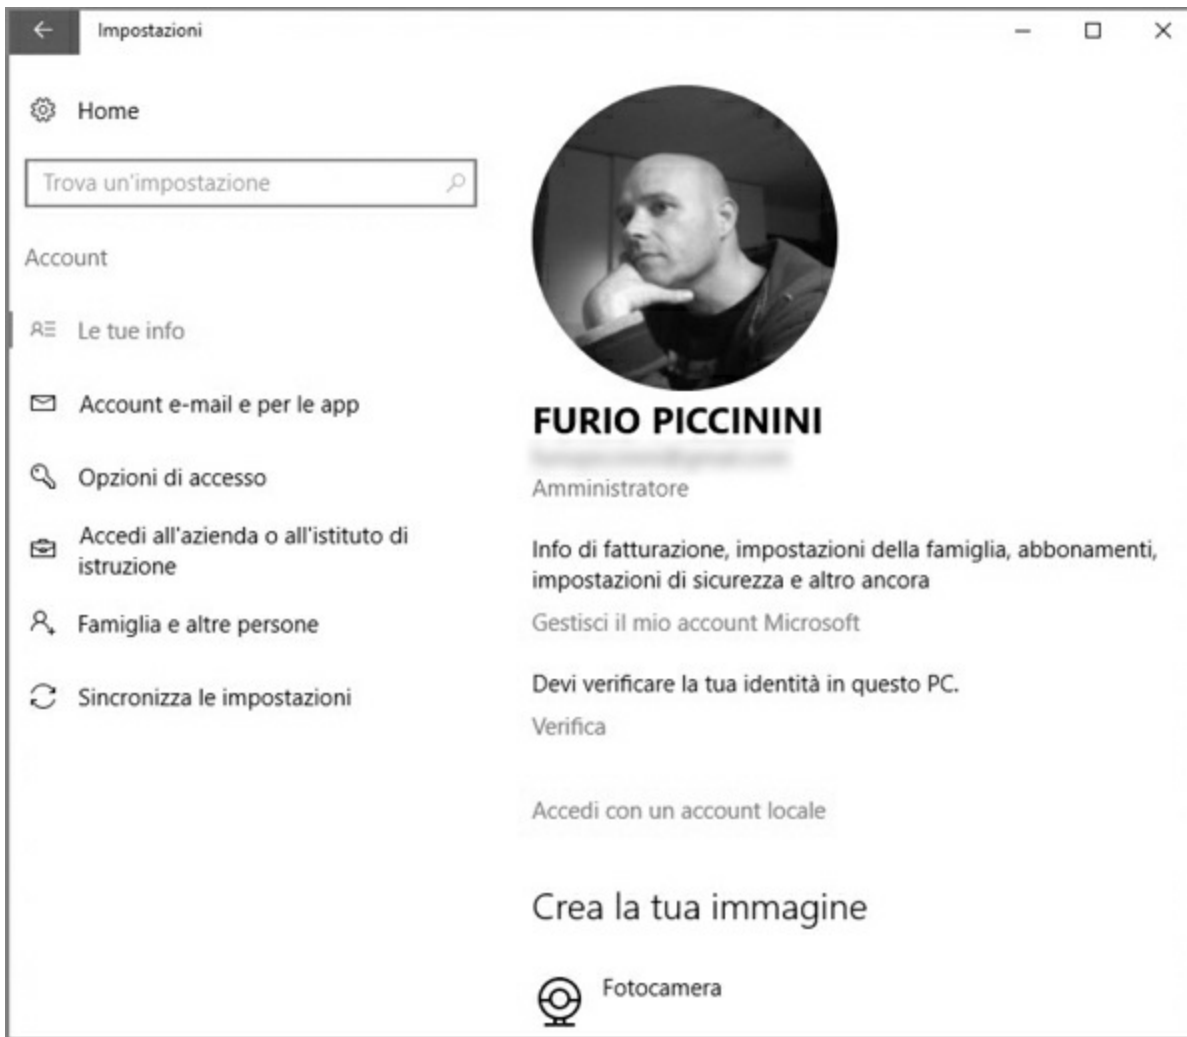 Impostazioni
Home
Trova un'impostazione
Account
Le tue info
Account e-mail e per le app
Opzioni di accesso
Accedi all'azienda o all'istituto di
istruzione
Famiglia e altre persone
Sincronizza le impostazioni
FURIO PICCININI
Amministratore
Info di fatturazione, impostazioni della famiglia, abbonamenti,
impostazioni di sicurezza e altro ancora
Gestisci il mio account Microsoft
Devi verificare la tua identità in questo PC.
Verifica
Accedi con un account locale
Crea la tua immagine
Fotocamera